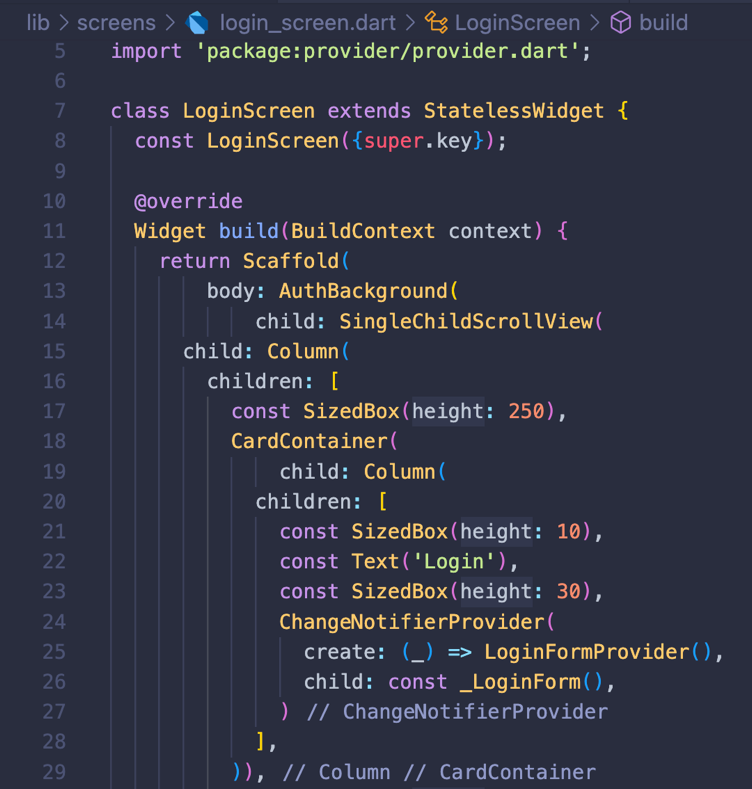 lib > screens > login_screen.dart > LoginScreen > build
5 import 'package:provider/provider.dart';
6
7 class LoginScreen extends StatelessWidget {
8 const LoginScreen({super.key});
9
10 @override
11 Widget build(BuildContext context) {
12 return Scaffold(
13 body: AuthBackground(
14 child: SingleChildScrollView(
15 child: Column(
16 children: [
17 const SizedBox(height: 250),
18 CardContainer(
19 child: Column(
20 children: [
21 const SizedBox(height: 10),
22 const Text('Login'),
23 const SizedBox(height: 30),
24 ChangeNotifierProvider(
25 create: (_) => LoginFormProvider(),
26 child: const _LoginForm(),
27 ) // ChangeNotifierProvider
28 ],
29 )), // Column // CardContainer